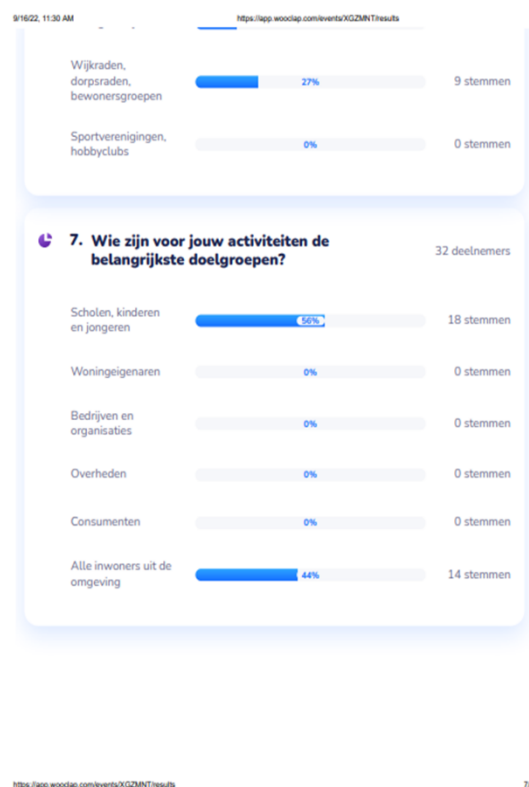 9/16/22, 11:30 AM
https://app.wooclap.com/events/XGZMNT/results
Wijkraden,
dorpsraden,
bewonersgroepen
27%
9 stemmen
Sportverenigingen,
hobbyclubs
0%
0 stemmen
7. Wie zijn voor jouw activiteiten de
belangrijkste doelgroepen?
32 deelnemers
Scholen, kinderen
en jongeren
56%
18 stemmen
Woningeigenaren
0%
0 stemmen
Bedrijven en
organisaties
0%
0 stemmen
Overheden
0%
0 stemmen
Consumenten
0%
0 stemmen
Alle inwoners uit de
omgeving
44%
14 stemmen
https://app.wooclap.com/events/XGZMNT/results